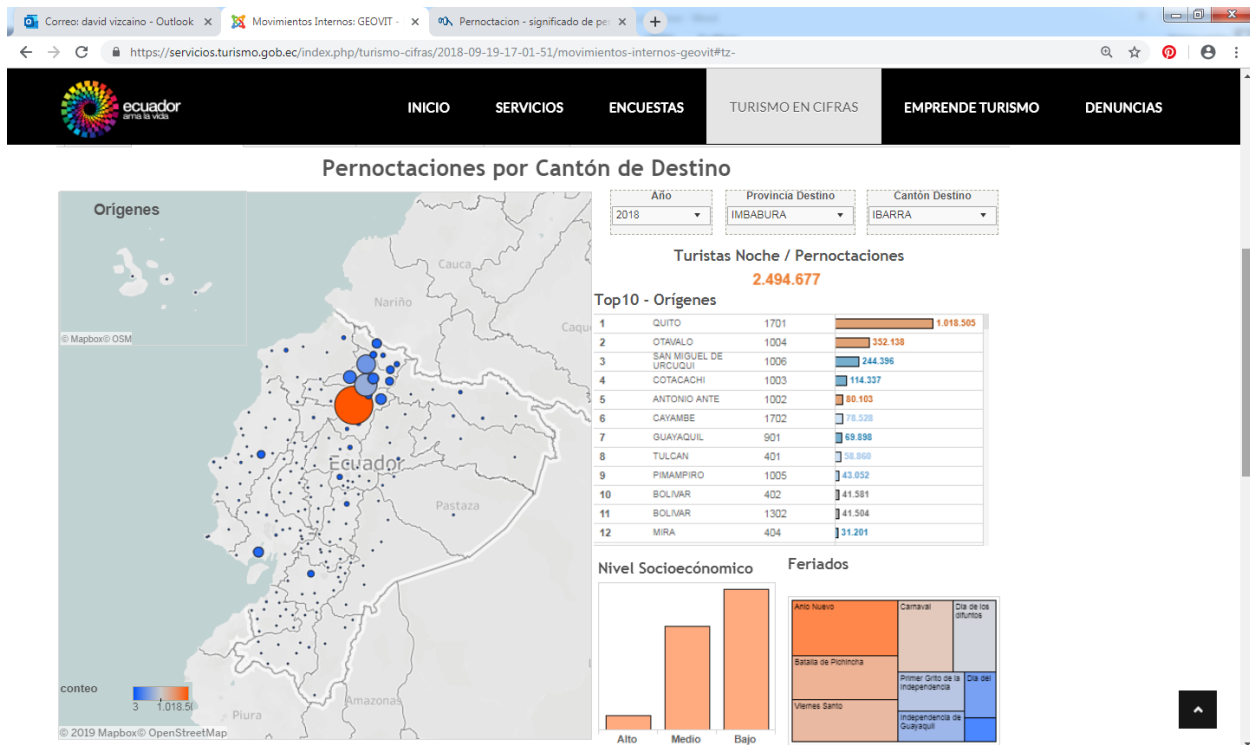 Correo: david vizcaino - Outlook
Movimientos Internos: GEOVIT -
Pernoctacion - significado de per
https://servicios.turismo.gob.ec/index.php/turismo-cifras/2018-09-19-17-01-51/movimientos-internos-geovit#tz-
ecuador
ama la vida
INICIO SERVICIOS ENCUESTAS TURISMO EN CIFRAS EMPRENDE TURISMO DENUNCIAS
Pernoctaciones por Cantón de Destino
Orígenes
© Mapbox© OSM
Cauca
Nariño
Caqu
Ecuador
Pastaza
Amazonas
Piura
conteo
3 1.018.50
© 2019 Mapbox© OpenStreetMap
Año Provincia Destino Cantón Destino
2018 IMBABURA IBARRA
Turistas Noche / Pernoctaciones
2.494.677
Top10 - Orígenes
1 QUITO 1701 1.018.505
2 OTAVALO 1004 352.138
3 SAN MIGUEL DE URCUQUI 1006 244.396
4 COTACACHI 1003 114.337
5 ANTONIO ANTE 1002 80.103
6 CAYAMBE 1702 78.528
7 GUAYAQUIL 901 69.898
8 TULCAN 401 58.860
9 PIMAMPIRO 1005 43.052
10 BOLIVAR 402 41.581
11 BOLIVAR 1302 41.504
12 MIRA 404 31.201
Nivel Socioecónomico
Alto Medio Bajo
Feriados
Anio Nuevo
Batalla de Pichincha
Viernes Santo
Carnaval
Dia de los
difuntos
Primer Grito de la
Independencia
Dia del
Independencia de
Guayaquil